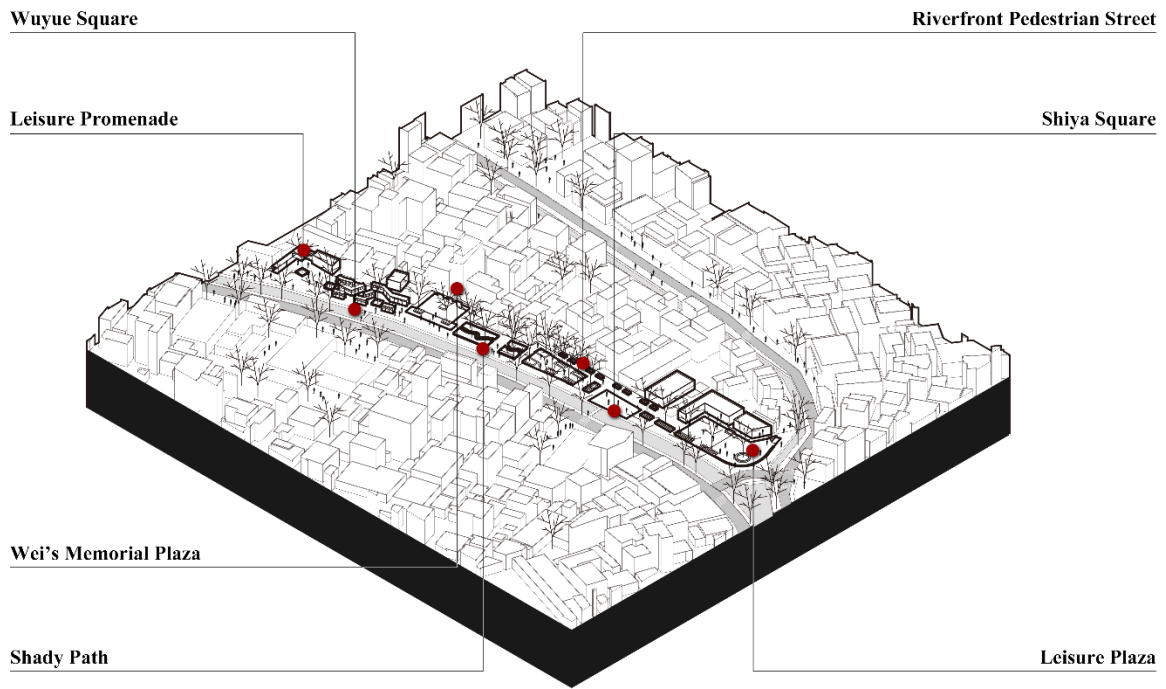 Wuyue Square
Riverfront Pedestrian Street
Leisure Promenade
Shiya Square
Wei’s Memorial Plaza
Shady Path
Leisure Plaza